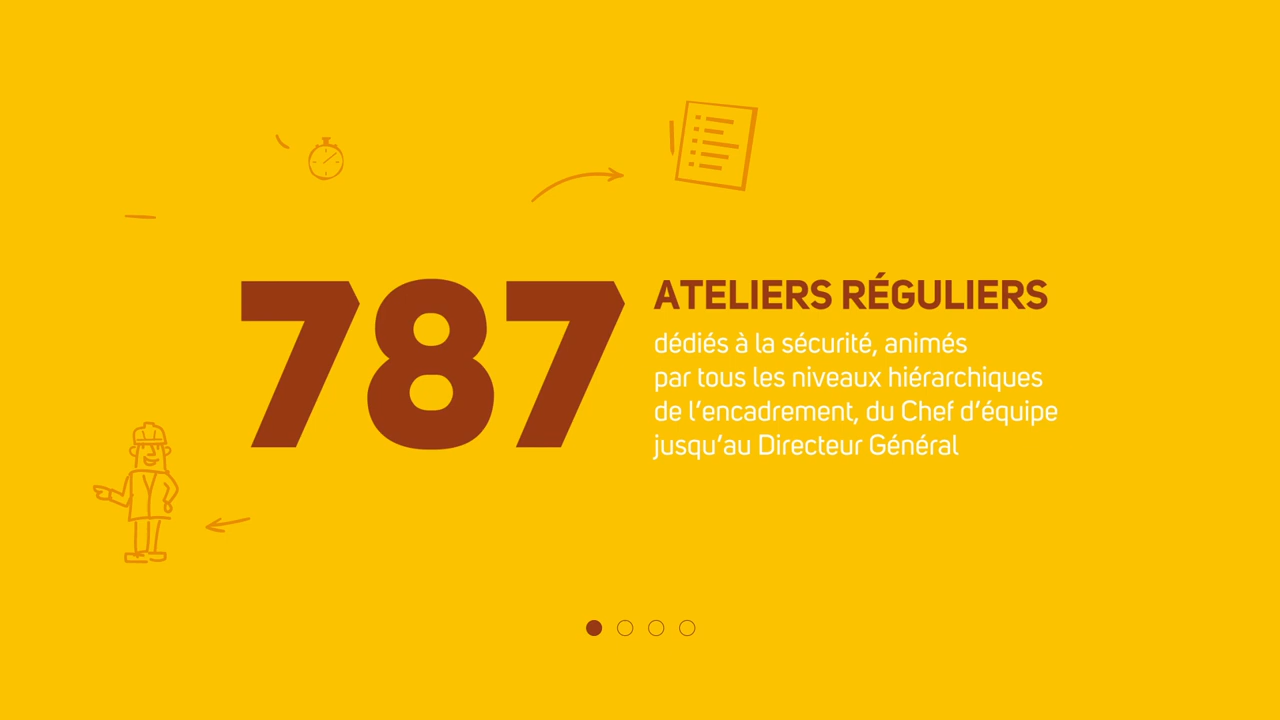 787
ATELIERS RÉGULIERS
dédiés à la sécurité, animés
par tous les niveaux hiérarchiques
de l’encadrement, du Chef d’équipe
jusqu’au Directeur Général